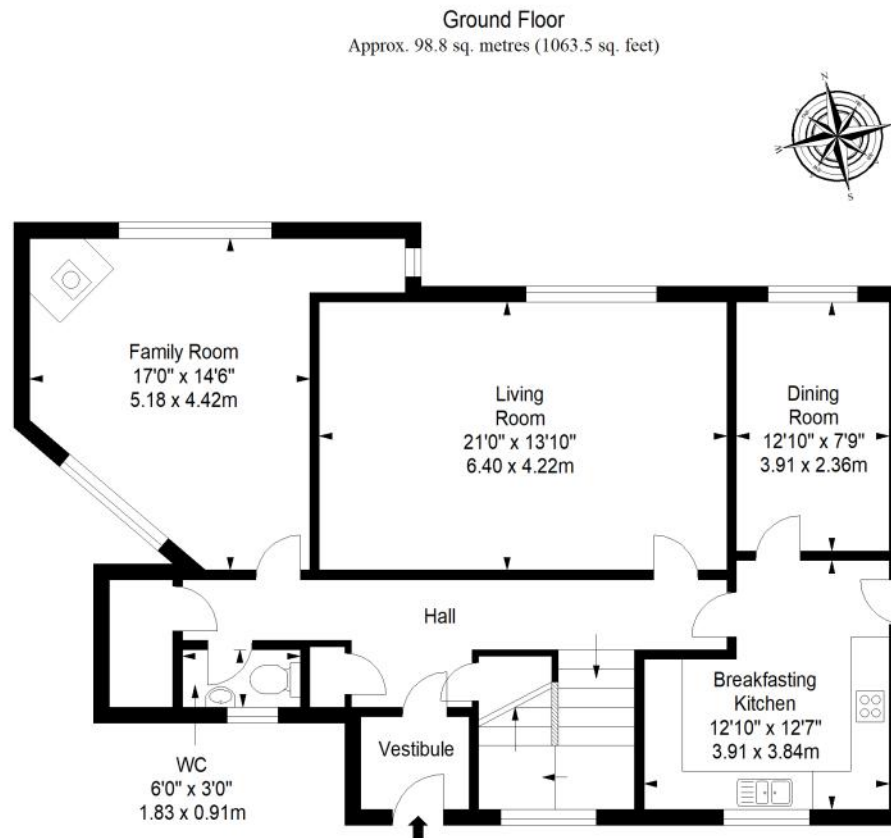 Ground Floor
Approx. 98.8 sq. metres (1063.5 sq. feet)
N
W
S
Family Room
17'0" x 14'6"
5.18 x 4.42m
Living
Room
21'0" x 13'10"
6.40 x 4.22m
Dining
Room
12'10" x 7'9"
3.91 x 2.36m
Hall
Breakfasting
Kitchen
12'10" x 12'7"
3.91 x 3.84m
Vestibule
WC
6'0" x 3'0"
1.83 x 0.91m